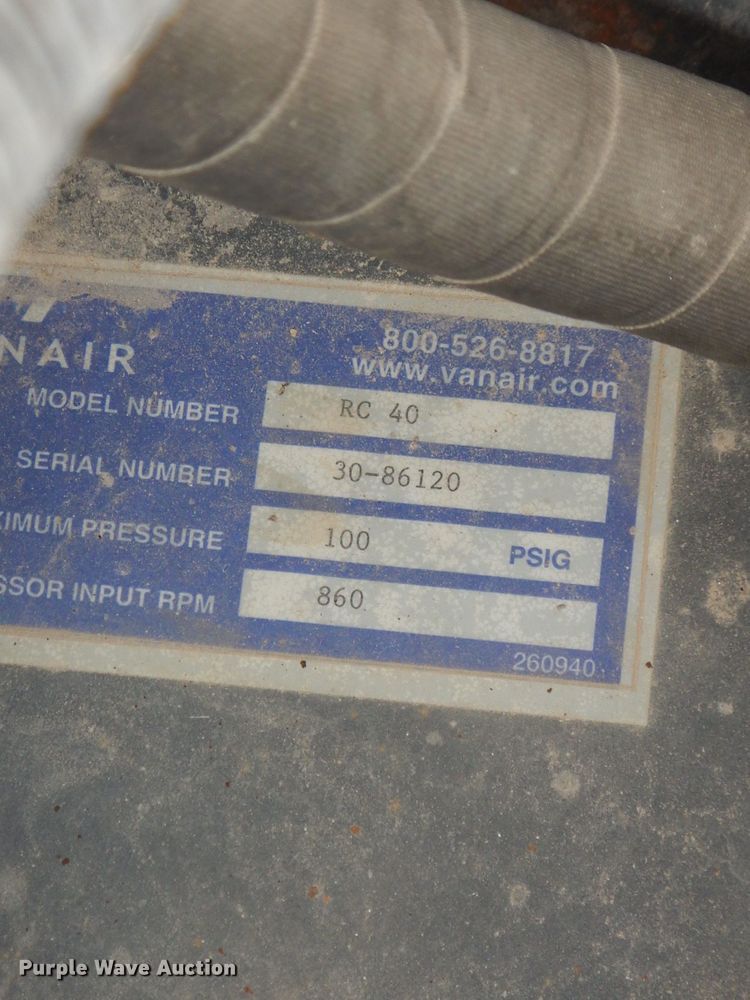 NAIR
800-526-8817
www.vanair.com
MODEL NUMBER RC 40
SERIAL NUMBER 30-86120
XIMUM PRESSURE 100 PSIG
SSOR INPUT RPM 860
260940
Purple Wave Auction